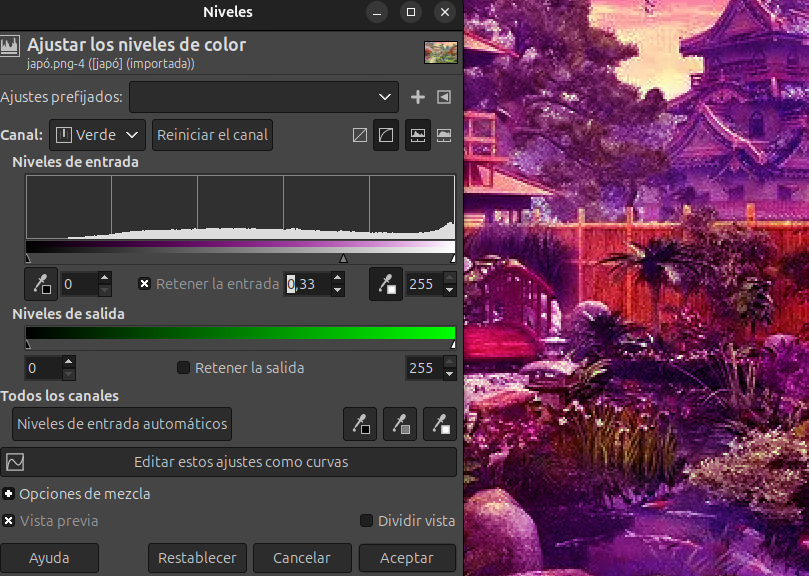 Niveles
Ajustar los niveles de color
japó.png-4 ([japó] (importada))
Ajustes prefijados:
Canal: Verde Reiniciar el canal
Niveles de entrada
0 Retener la entrada 0,33 255
Niveles de salida
0 Retener la salida 255
Todos los canales
Niveles de entrada automáticos
Editar estos ajustes como curvas
Opciones de mezcla
Vista previa Dividir vista
Ayuda Restablecer Cancelar Aceptar